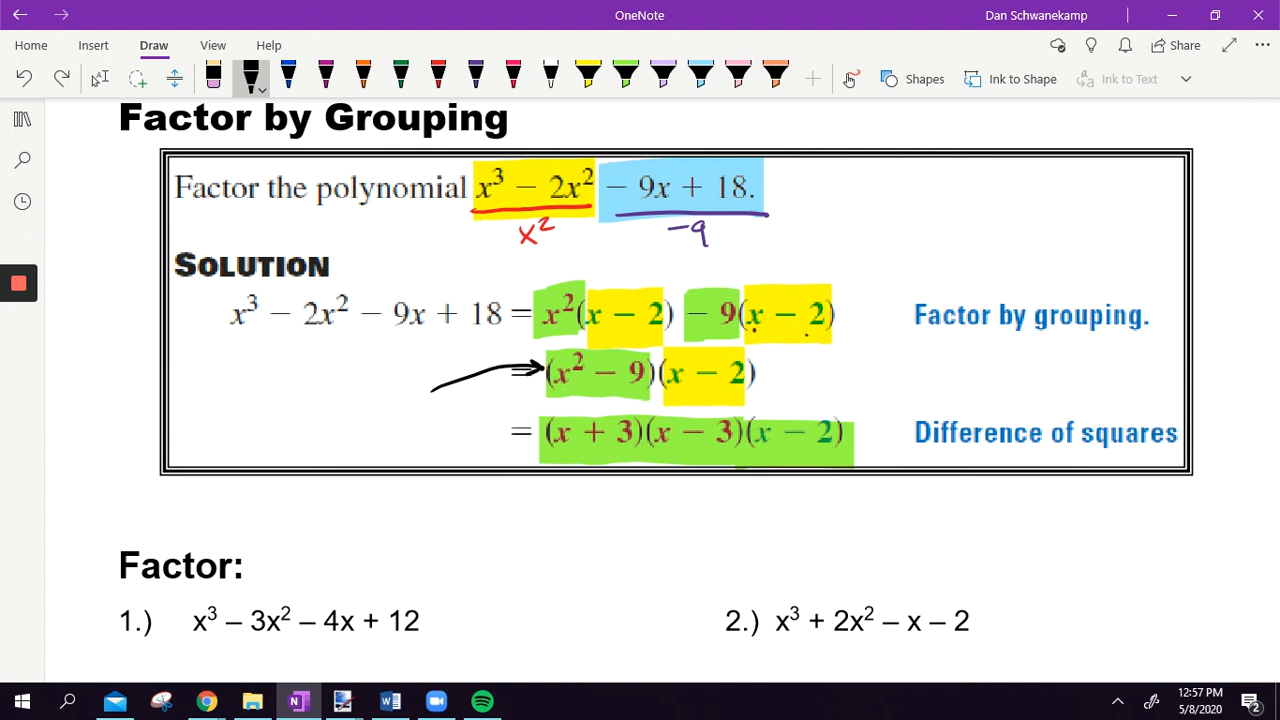 OneNote
Dan Schwanekamp
Home Insert Draw View Help
Share
Shapes Ink to Shape Ink to Text
Factor by Grouping
Factor the polynomial x³ − 2x² − 9x + 18.
x² −9
SOLUTION
x³ − 2x² − 9x + 18 = x²(x − 2) − 9(x − 2) Factor by grouping.
= (x² − 9)(x − 2)
= (x + 3)(x − 3)(x − 2) Difference of squares
Factor:
1.) x³ – 3x² – 4x + 12 2.) x³ + 2x² – x – 2
12:57 PM
5/8/2020
2